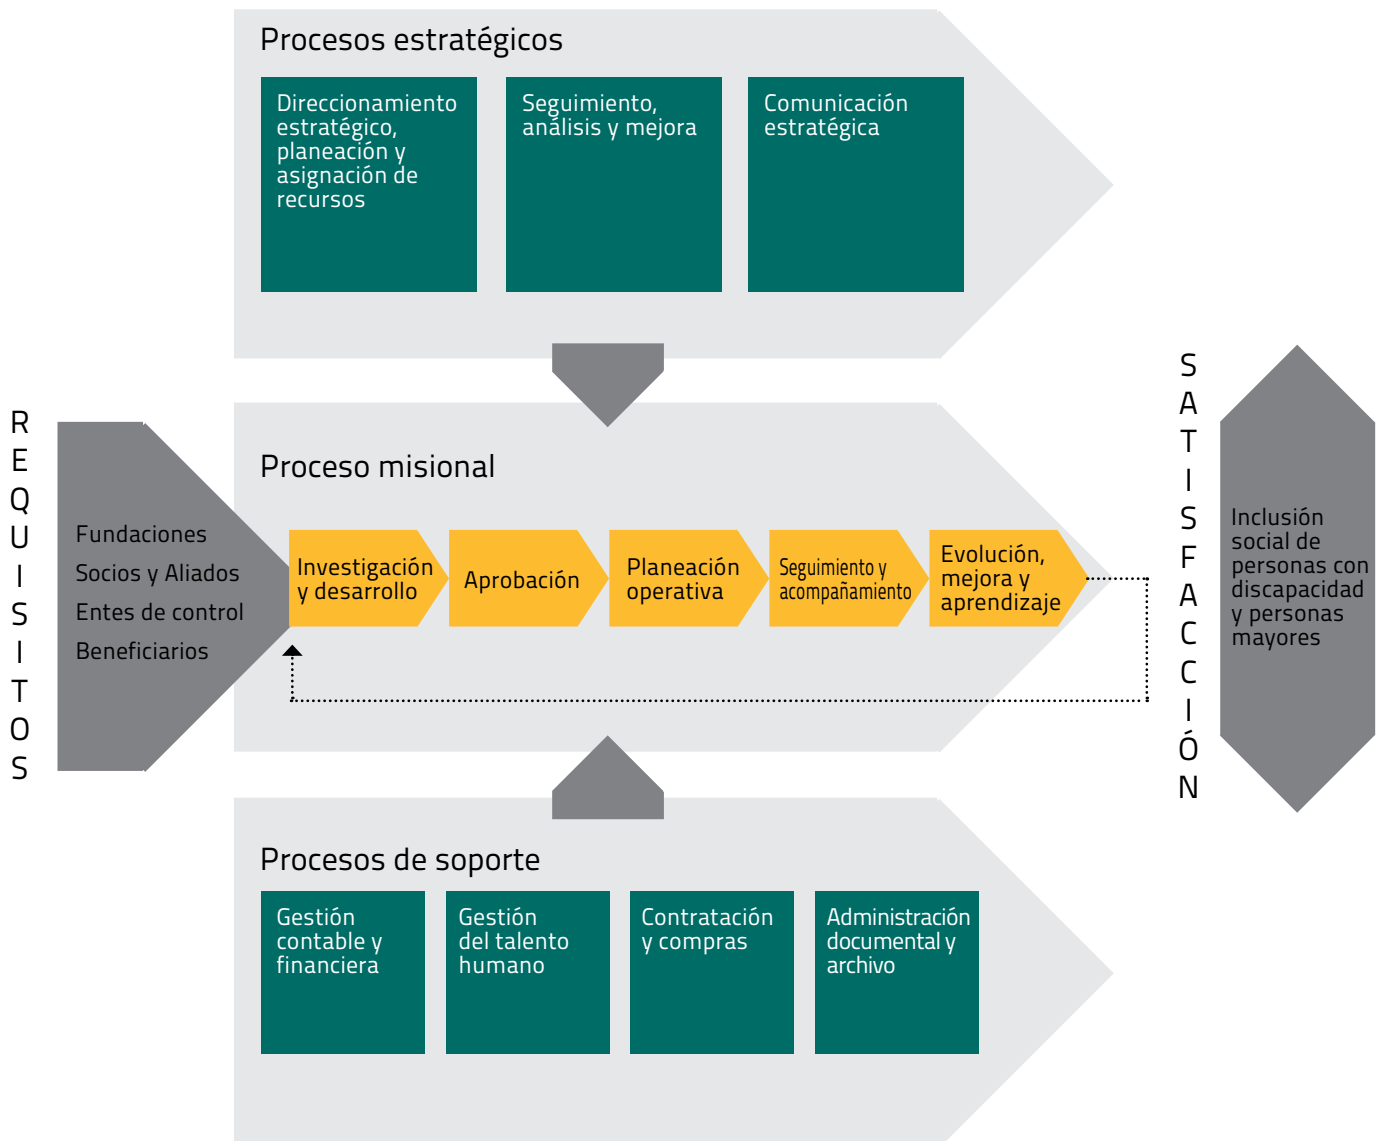 Procesos estratégicos
Direccionamiento
estratégico,
planeación y
asignación de
recursos
Seguimiento,
análisis y mejora
Comunicación
estratégica
REQUISITOS
Fundaciones
Socios y Aliados
Entes de control
Beneficiarios
Proceso misional
Investigación
y desarrollo
Aprobación
Planeación
operativa
Seguimiento y
acompañamiento
Evolución,
mejora y
aprendizaje
SATISFACCIÓN
Inclusión
social de
personas con
discapacidad
y personas
mayores
Procesos de soporte
Gestión
contable y
financiera
Gestión
del talento
humano
Contratación
y compras
Administración
documental y
archivo